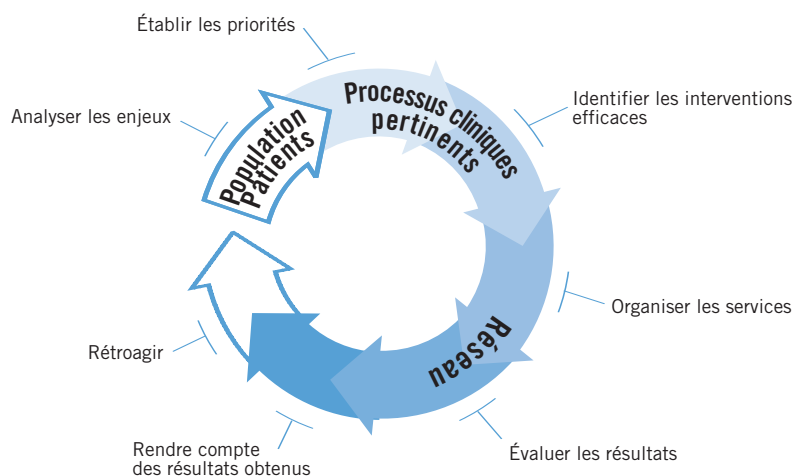 Établir les priorités
Analyser les enjeux
Population
Patients
Processus cliniques
pertinents
Identifier les interventions
efficaces
Organiser les services
Réseau
Rétroagir
Rendre compte
des résultats obtenus
Évaluer les résultats